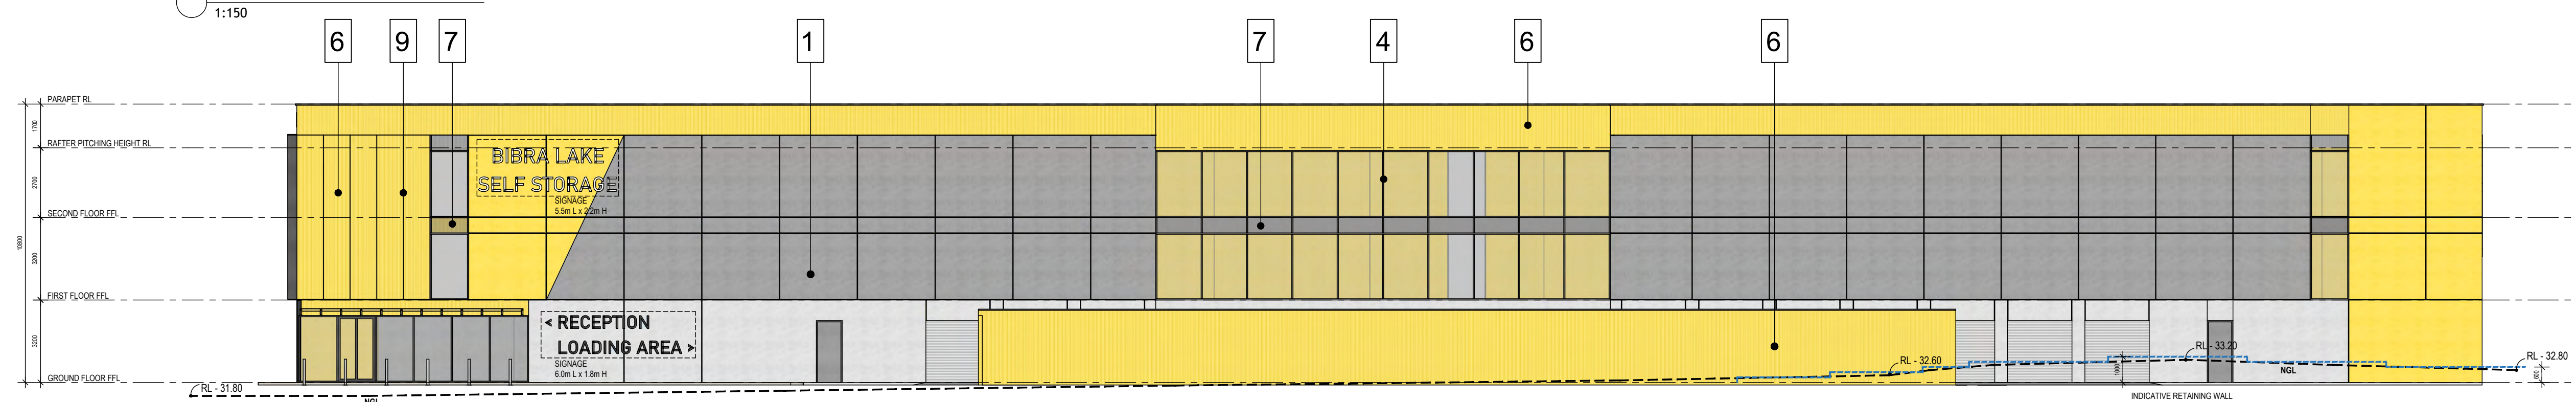 1:150
6
9
7
1
7
4
6
6
PARAPET RL
1700
RAFTER PITCHING HEIGHT RL
2700
SECOND FLOOR FFL
10800
3200
FIRST FLOOR FFL
3200
GROUND FLOOR FFL
BIBRA LAKE
SELF STORAGE
SIGNAGE
5.5m L x 2.2m H
< RECEPTION
LOADING AREA >
SIGNAGE
6.0m L x 1.8m H
RL - 31.80
NGL
RL - 32.60
1000
RL - 33.20
NGL
RL - 32.80
600
INDICATIVE RETAINING WALL